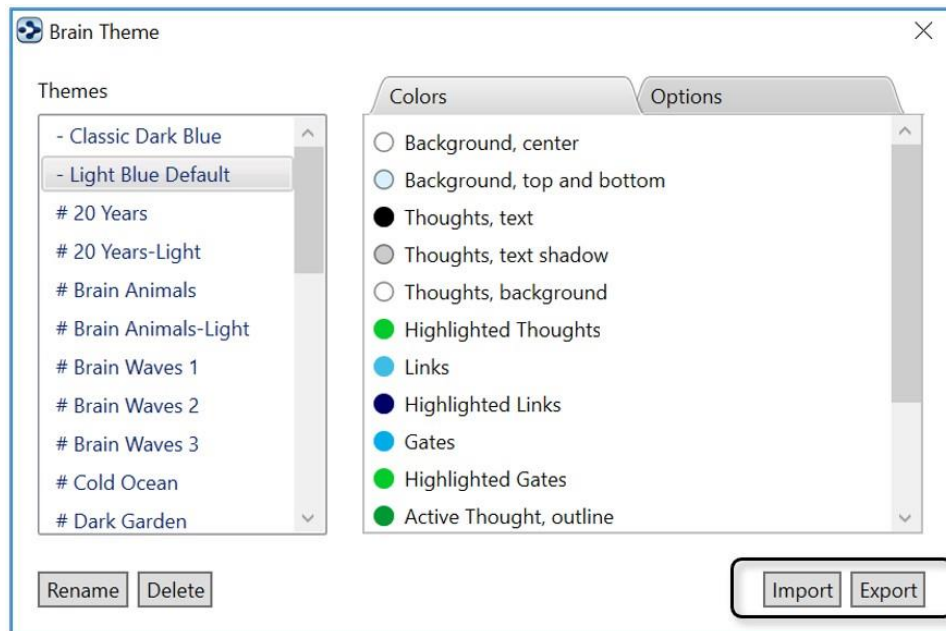 Brain Theme
Themes
- Classic Dark Blue
- Light Blue Default
# 20 Years
# 20 Years-Light
# Brain Animals
# Brain Animals-Light
# Brain Waves 1
# Brain Waves 2
# Brain Waves 3
# Cold Ocean
# Dark Garden
Rename Delete
Colors Options
Background, center
Background, top and bottom
Thoughts, text
Thoughts, text shadow
Thoughts, background
Highlighted Thoughts
Links
Highlighted Links
Gates
Highlighted Gates
Active Thought, outline
Import Export